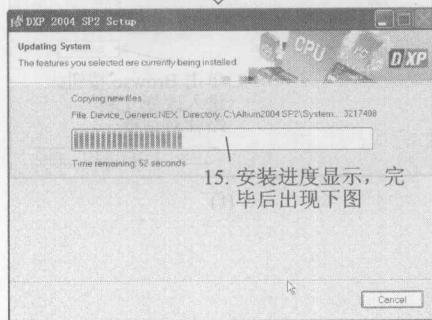 DXP 2004 SP2 Setup
Updating System
The features you selected are currently being installed.
CPU
DXP
Copying new files
File: Device_Generic.NEX, Directory: C:\Altium2004 SP2\System... 3217408
Time remaining: 52 seconds
15. 安装进度显示，完
毕后出现下图
Cancel